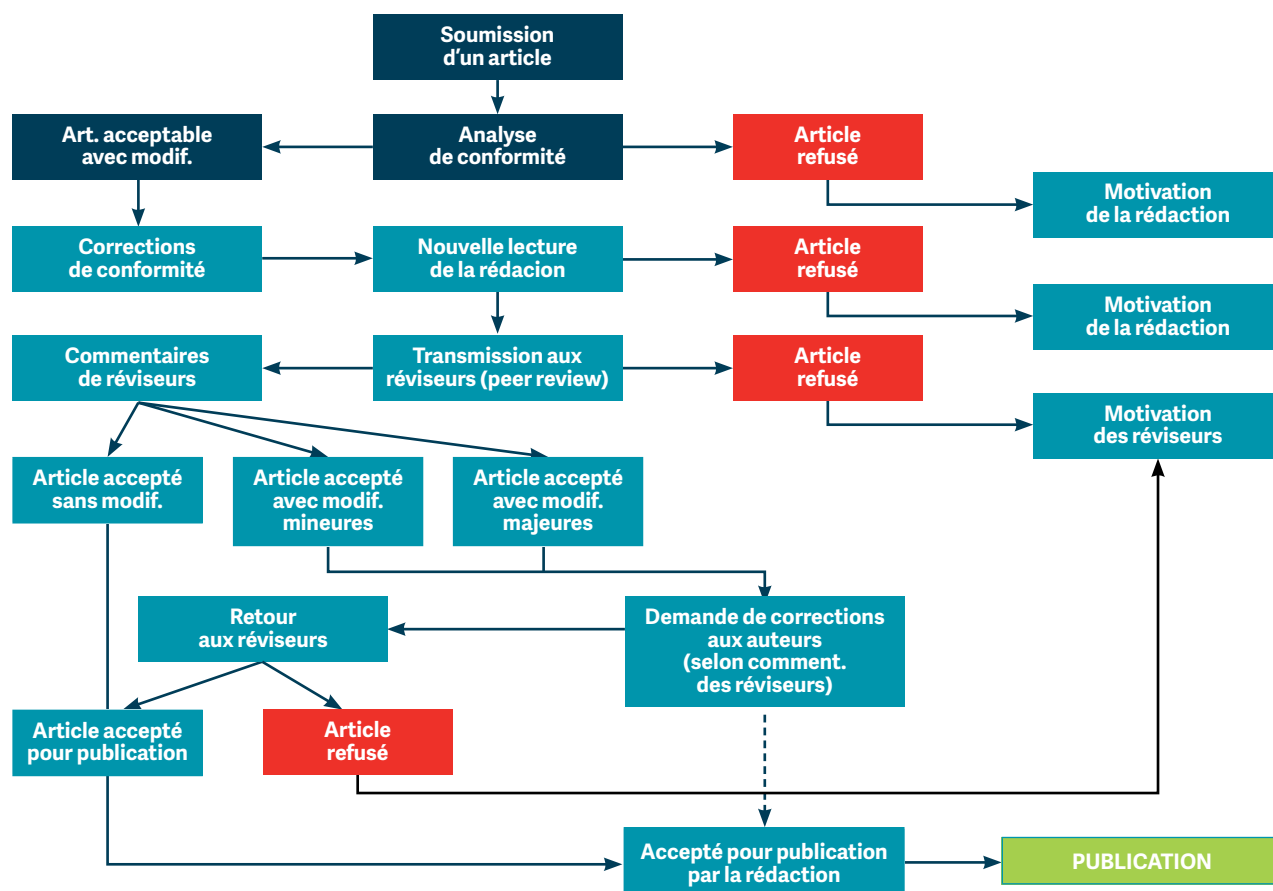 Soumission
d'un article
Art. acceptable
avec modif.
Analyse
de conformité
Article
refusé
Motivation
de la rédaction
Corrections
de conformité
Nouvelle lecture
de la rédacion
Article
refusé
Motivation
de la rédaction
Commentaires
de réviseurs
Transmission aux
réviseurs (peer review)
Article
refusé
Motivation
des réviseurs
Article accepté
sans modif.
Article accepté
avec modif.
mineures
Article accepté
avec modif.
majeures
Retour
aux réviseurs
Demande de corrections
aux auteurs
(selon comment.
des réviseurs)
Article accepté
pour publication
Article
refusé
Accepté pour publication
par la rédaction
PUBLICATION